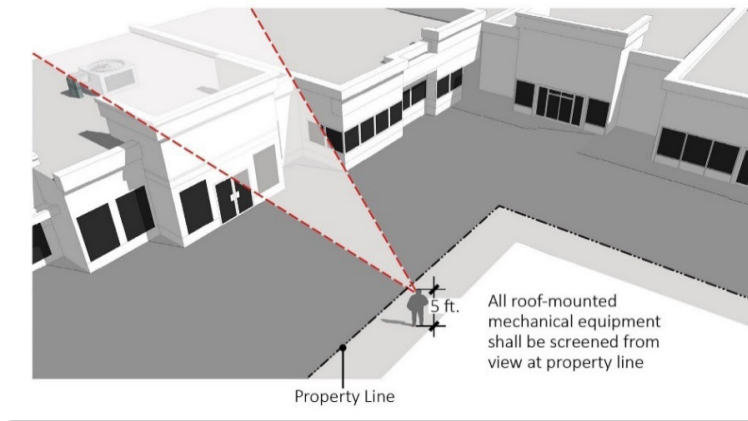 5 ft.
All roof-mounted
mechanical equipment
shall be screened from
view at property line
Property Line